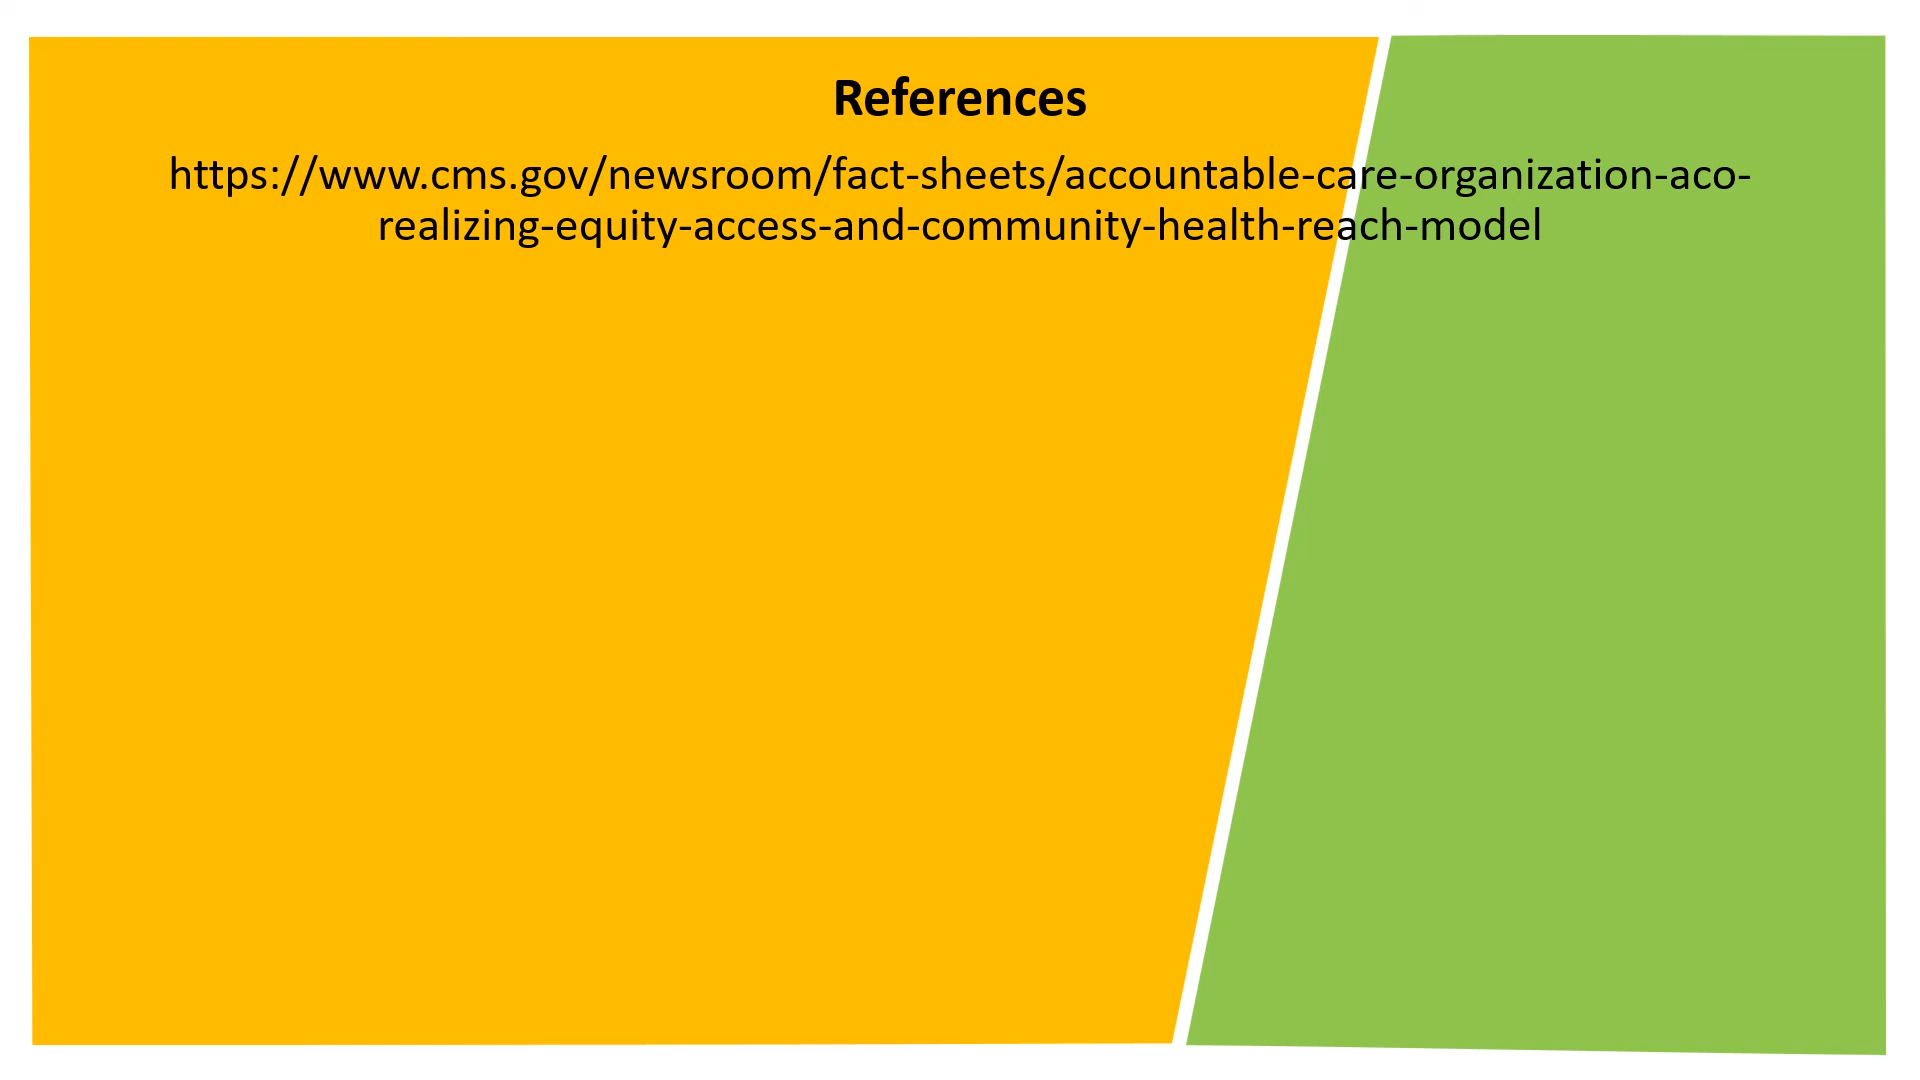 References
https://www.cms.gov/newsroom/fact-sheets/accountable-care-organization-aco-
realizing-equity-access-and-community-health-reach-model